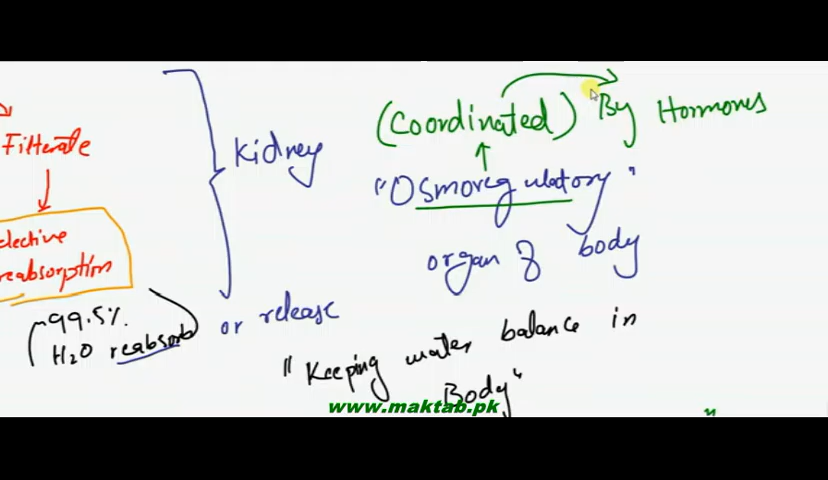 Filterate
elective
reabsorption
99.5%
H₂O reabsorb
Kidney
or release
(Coordinated) By Hormones
"Osmoregulatory"
organ of body
"Keeping water balance in
Body"
www.maktab.pk